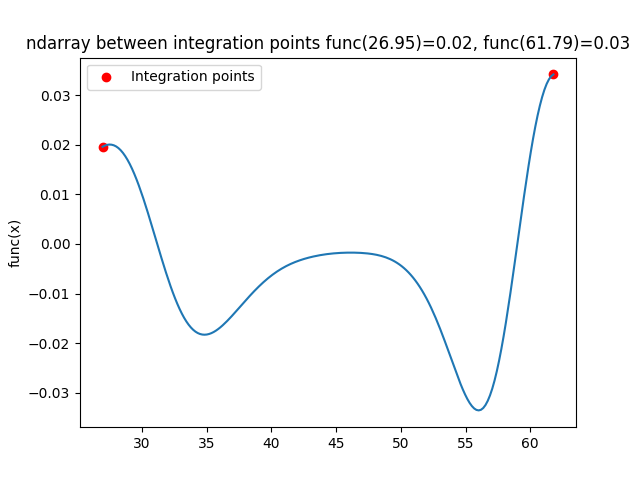 ndarray between integration points func(26.95)=0.02, func(61.79)=0.03
Integration points
func(x)
0.03
0.02
0.01
0.00
−0.01
−0.02
−0.03
30 35 40 45 50 55 60